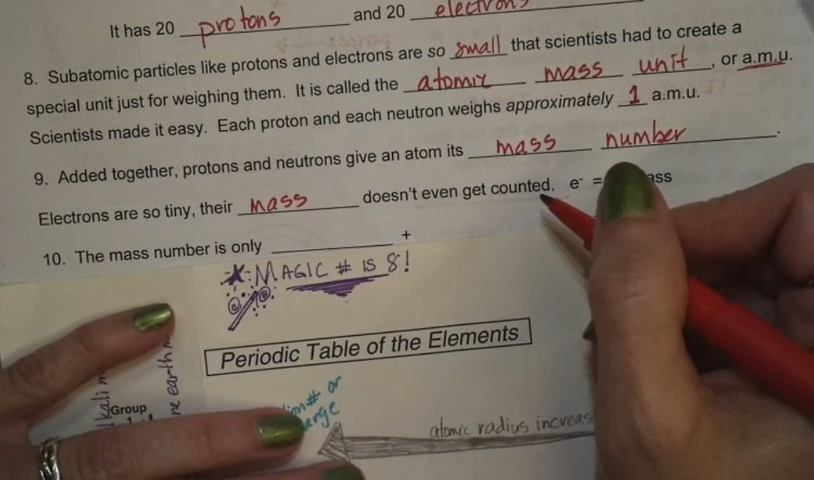 It has 20 protons and 20 electrons
8. Subatomic particles like protons and electrons are so small that scientists had to create a
special unit just for weighing them. It is called the atomic mass unit, or a.m.u.
Scientists made it easy. Each proton and each neutron weighs approximately 1 a.m.u.
9. Added together, protons and neutrons give an atom its mass number.
Electrons are so tiny, their mass doesn't even get counted. e- =
10. The mass number is only +
MAGIC # IS 8!
Periodic Table of the Elements
Group
atomic radius increas